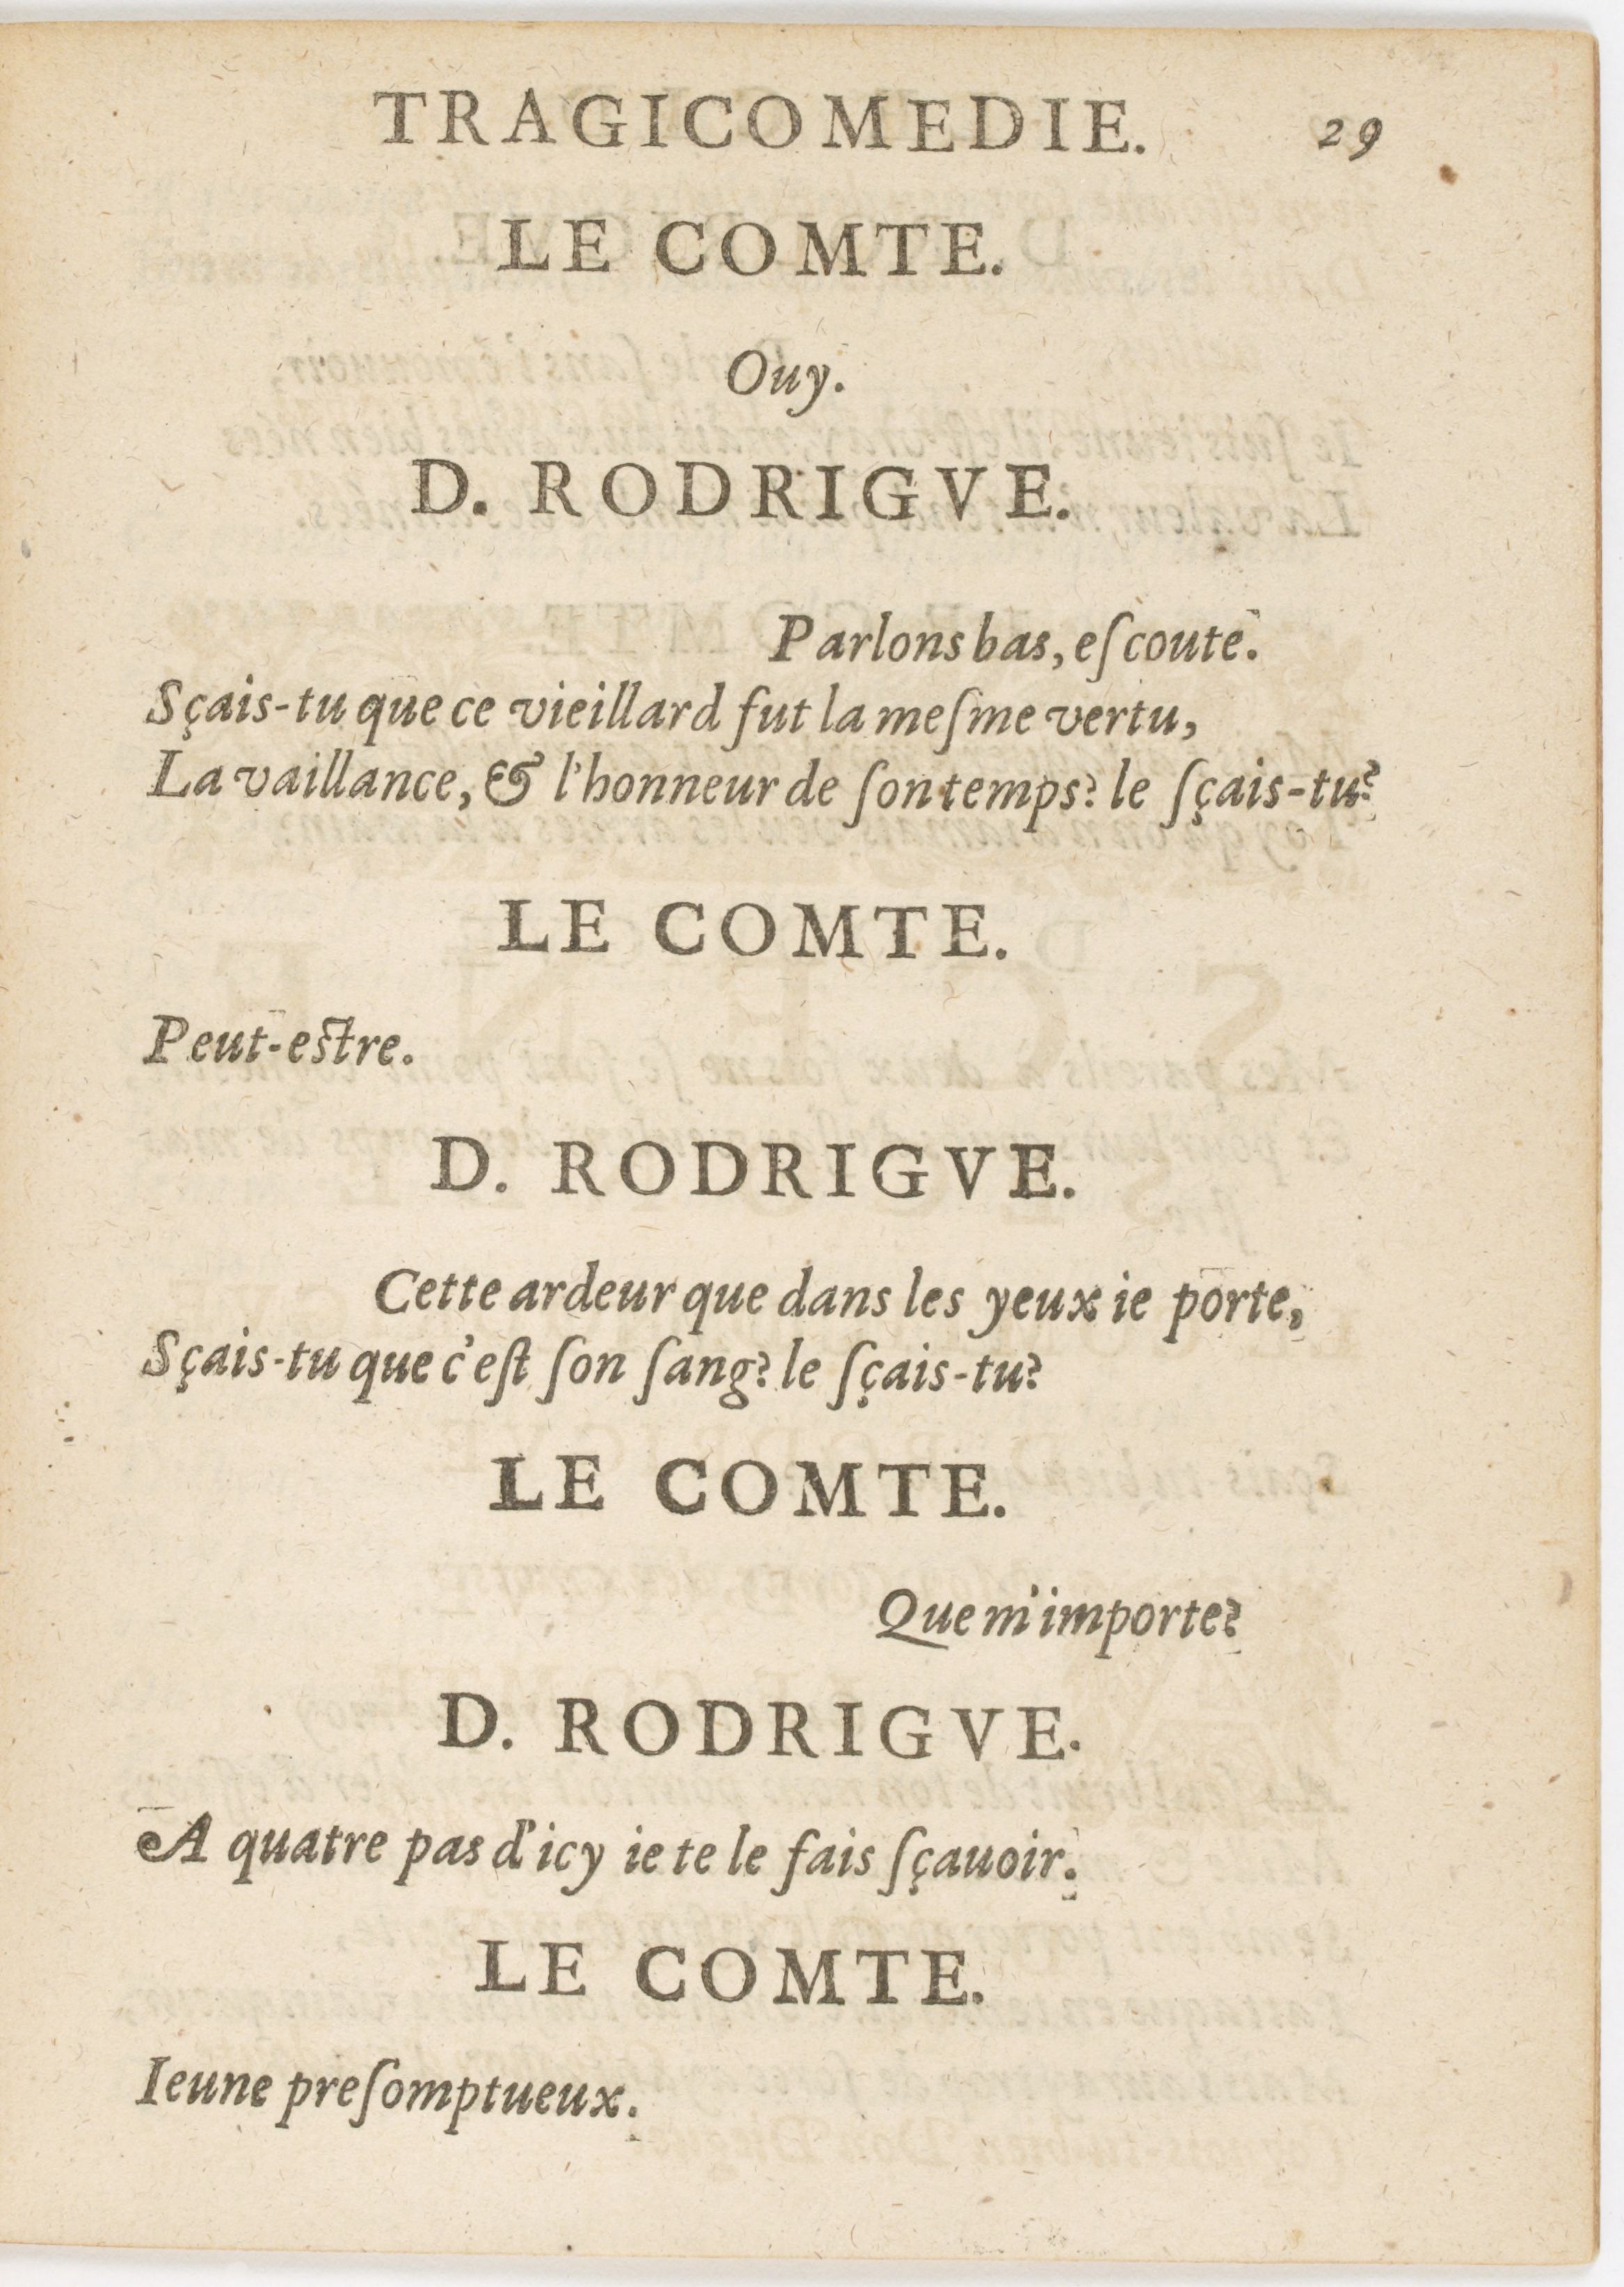 TRAGICOMEDIE. 29
LE COMTE.
Ouy.
D. RODRIGVE.
Parlons bas, eſcoute.
Sçais-tu que ce vieillard fut la meſme vertu,
La vaillance, & l'honneur de ſon temps? le ſçais-tu?
LE COMTE.
Peut-eſtre.
D. RODRIGVE.
Cette ardeur que dans les yeux ie porte,
Sçais-tu que c'eſt ſon ſang? le ſçais-tu?
LE COMTE.
Que m'importe?
D. RODRIGVE.
A quatre pas d'icy ie te le fais ſçauoir.
LE COMTE.
Ieune preſomptueux.